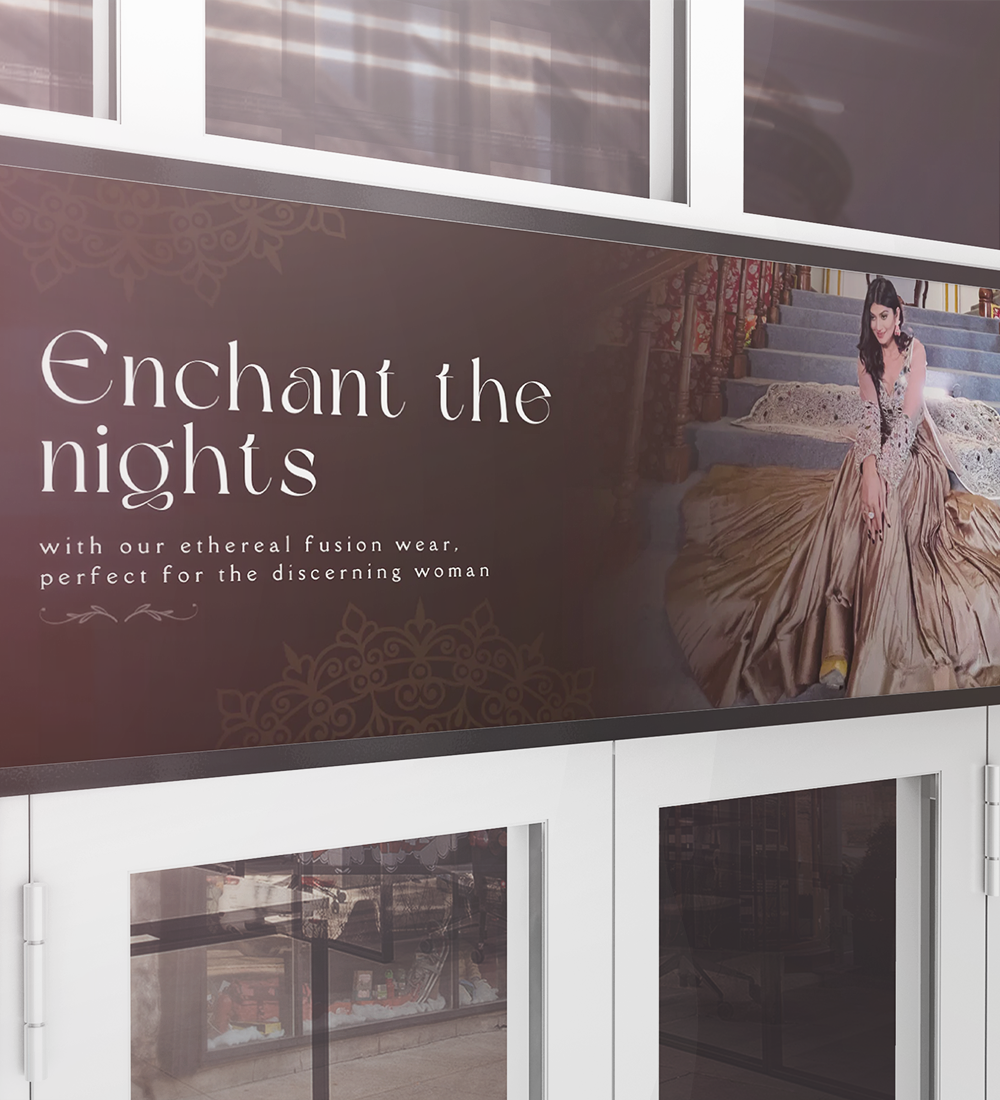 Enchant the
nights
with our ethereal fusion wear,
perfect for the discerning woman